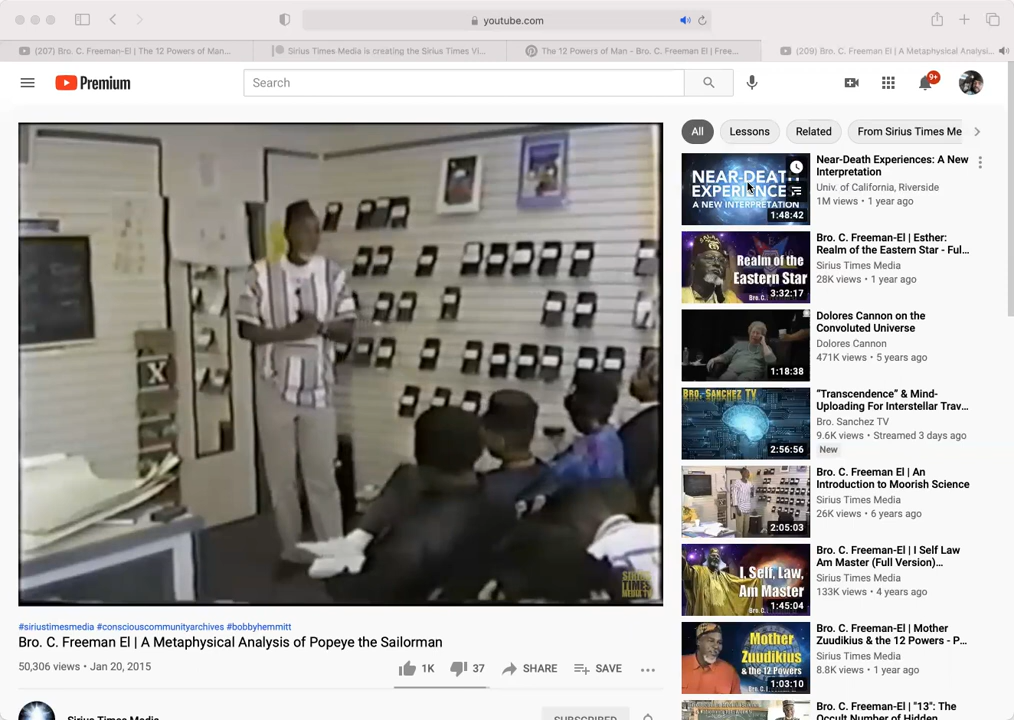 youtube.com
(207) Bro. C. Freeman-El | The 12 Powers of Man...
Sirius Times Media is creating the Sirius Times Vi...
The 12 Powers of Man - Bro. C. Freeman El | Free...
(209) Bro. C. Freeman El | A Metaphysical Analysi...
Premium
Search
9+
All
Lessons
Related
From Sirius Times Me
NEAR-DEATH
EXPERIENCES
A NEW INTERPRETATION
1:48:42
Near-Death Experiences: A New
Interpretation
Univ. of California, Riverside
1M views • 1 year ago
Realm of the
Eastern Star
Bro. C.
3:32:17
Bro. C. Freeman-El | Esther:
Realm of the Eastern Star - Ful...
Sirius Times Media
28K views • 1 year ago
1:18:38
Dolores Cannon on the
Convoluted Universe
Dolores Cannon
471K views • 5 years ago
BRO. SANCHEZ TV
2:56:56
"Transcendence" & Mind-
Uploading For Interstellar Trav...
Bro. Sanchez TV
9.6K views • Streamed 3 days ago
New
2:05:03
Bro. C. Freeman El | An
Introduction to Moorish Science
Sirius Times Media
26K views • 6 years ago
I, Self, Law,
Am Master
Bro.
1:45:04
Bro. C. Freeman-El | I Self Law
Am Master (Full Version)...
Sirius Times Media
133K views • 4 years ago
Mother
Zuudikius
& the 12 Powers
Bro. C.
1:03:10
Bro. C. Freeman-El | Mother
Zuudikius & the 12 Powers - P...
Sirius Times Media
8.8K views • 1 year ago
Bro. C. Freeman-El | "13": The
Occult Number of Hidden
X
SIRIUS
TIMES
MEDIA TV
#siriustimesmedia #consciouscommunityarchives #bobbyhemmitt
Bro. C. Freeman El | A Metaphysical Analysis of Popeye the Sailorman
50,306 views • Jan 20, 2015
1K
37
SHARE
SAVE
Sirius Times Media
SUBSCRIBED